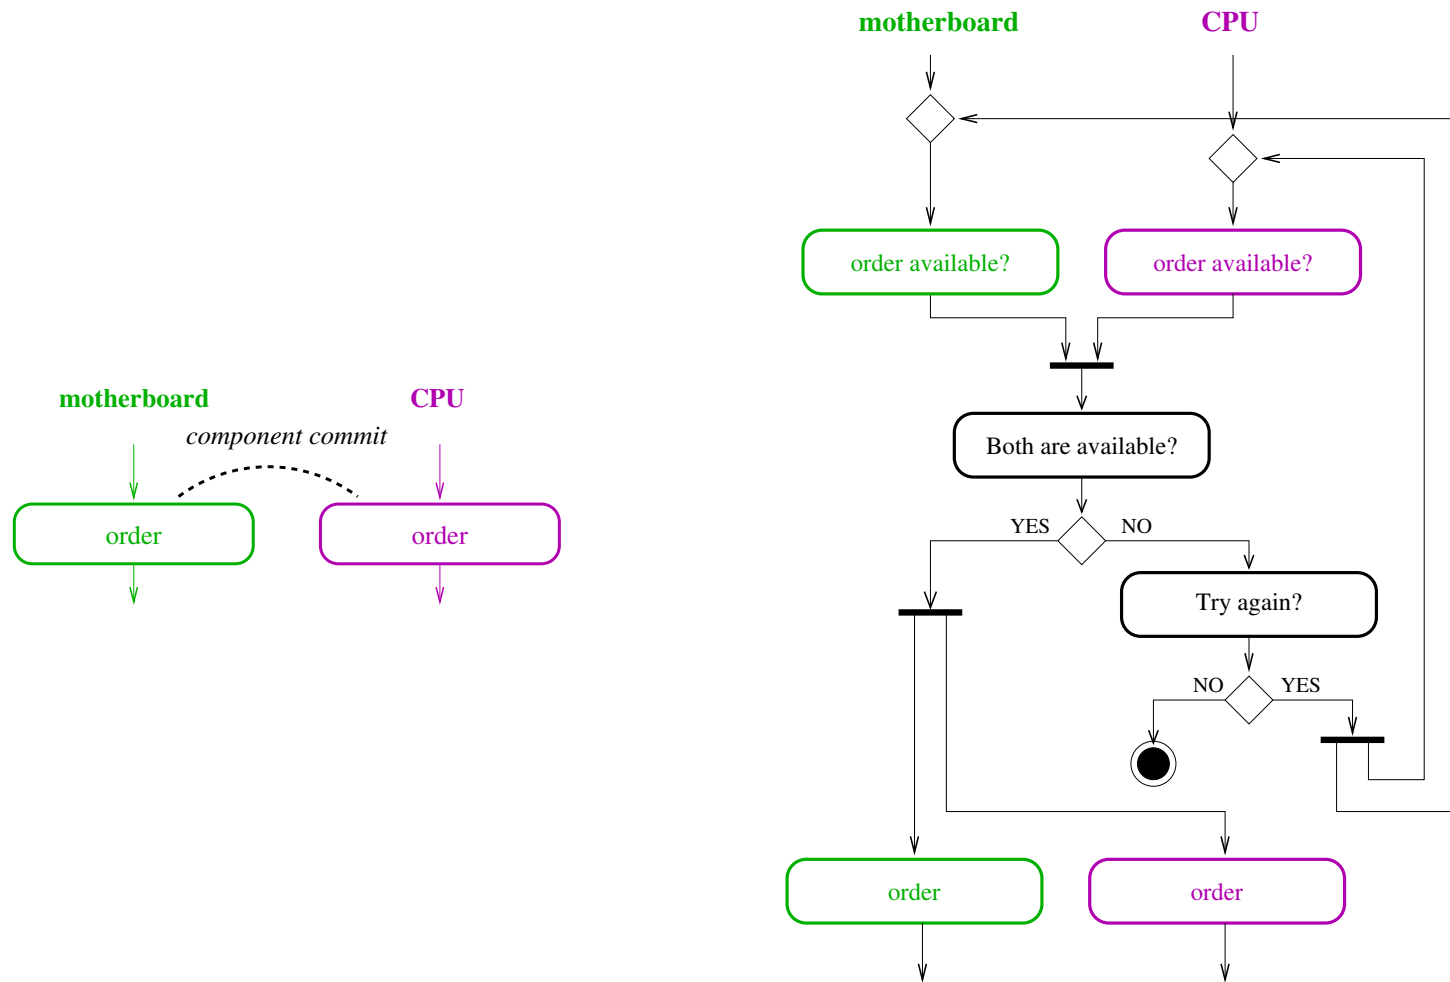 motherboard
CPU
component commit
order
order
motherboard
CPU
order available?
order available?
Both are available?
YES
NO
Try again?
NO
YES
order
order